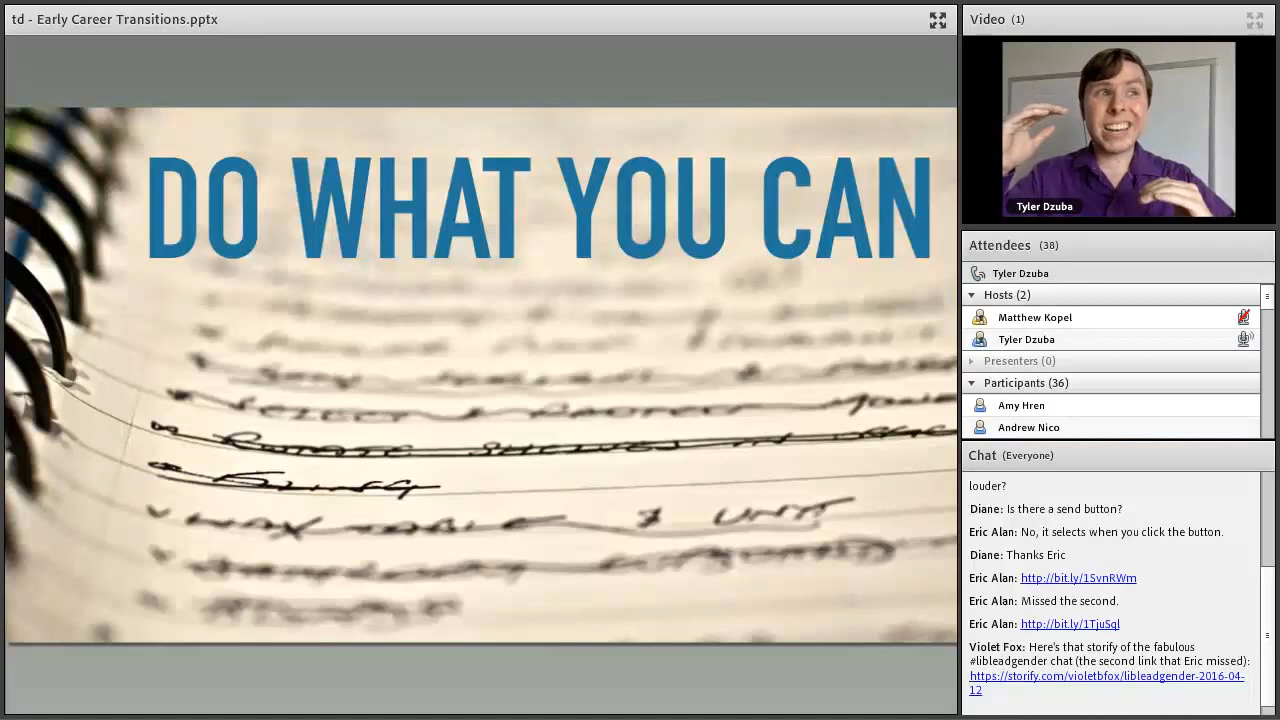 td - Early Career Transitions.pptx
DO WHAT YOU CAN
WAX TABLE & UNIT
Video (1)
Tyler Dzuba
Attendees (38)
Tyler Dzuba
Hosts (2)
Matthew Kopel
Tyler Dzuba
Presenters (0)
Participants (36)
Amy Hren
Andrew Nico
Chat (Everyone)
louder?
Diane: Is there a send button?
Eric Alan: No, it selects when you click the button.
Diane: Thanks Eric
Eric Alan: http://bit.ly/1SvnRWm
Eric Alan: Missed the second.
Eric Alan: http://bit.ly/1TjuSql
Violet Fox: Here's that storify of the fabulous
#libleadgender chat (the second link that Eric missed):
https://storify.com/violetbfox/libleadgender-2016-04-
12